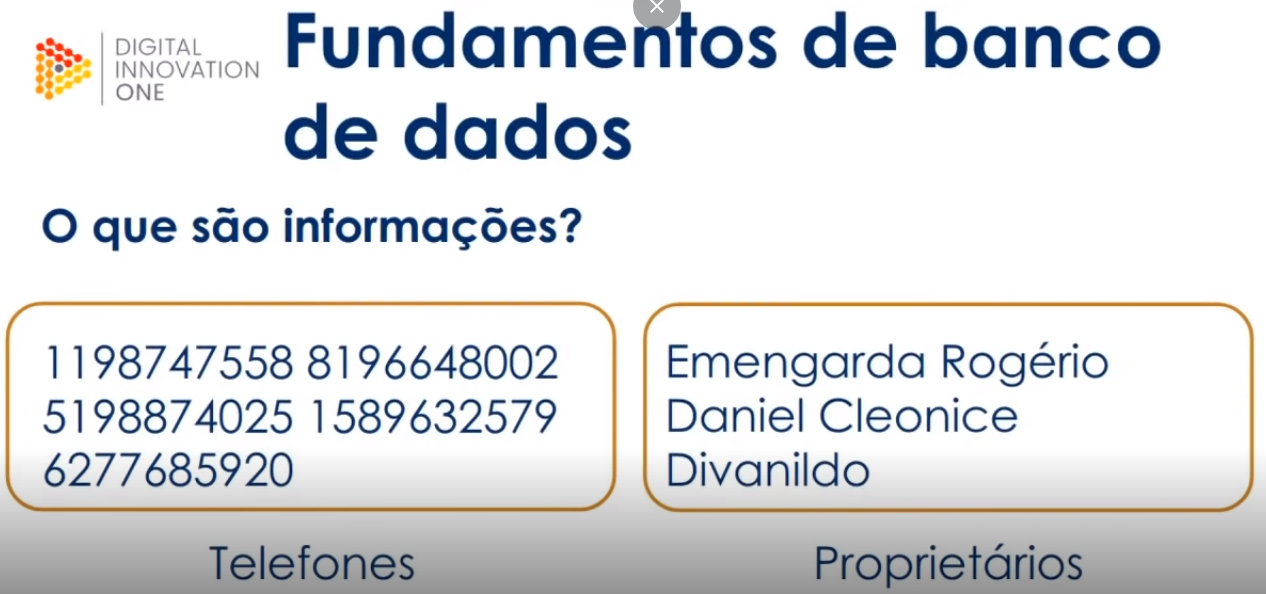 DIGITAL
INNOVATION
ONE
Fundamentos de banco
de dados
O que são informações?
1198747558 8196648002
5198874025 1589632579
6277685920
Telefones
Emengarda Rogério
Daniel Cleonice
Divanildo
Proprietários